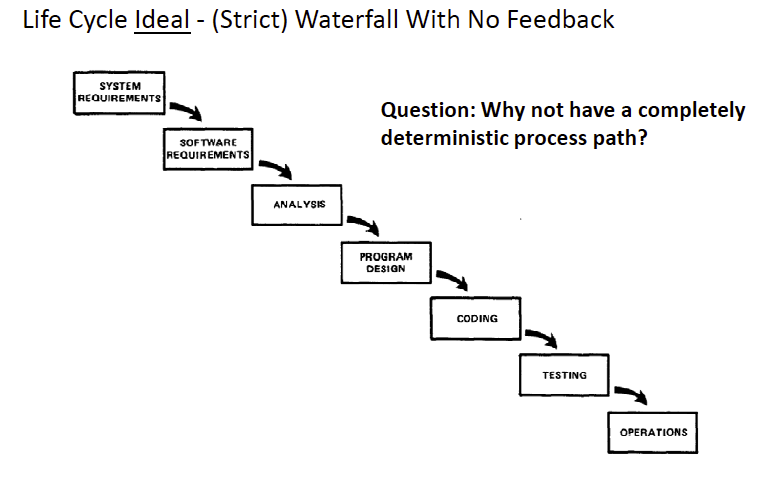 Life Cycle Ideal - (Strict) Waterfall With No Feedback
SYSTEM
REQUIREMENTS
Question: Why not have a completely
deterministic process path?
SOFTWARE
REQUIREMENTS
ANALYSIS
PROGRAM
DESIGN
CODING
TESTING
OPERATIONS